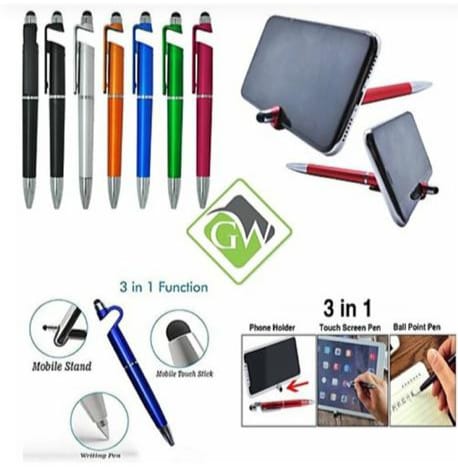 GW
3 in 1 Function
Mobile Stand
Mobile Touch Stick
Writing Pen
3 in 1
Phone Holder
Touch Screen Pen
Ball Point Pen